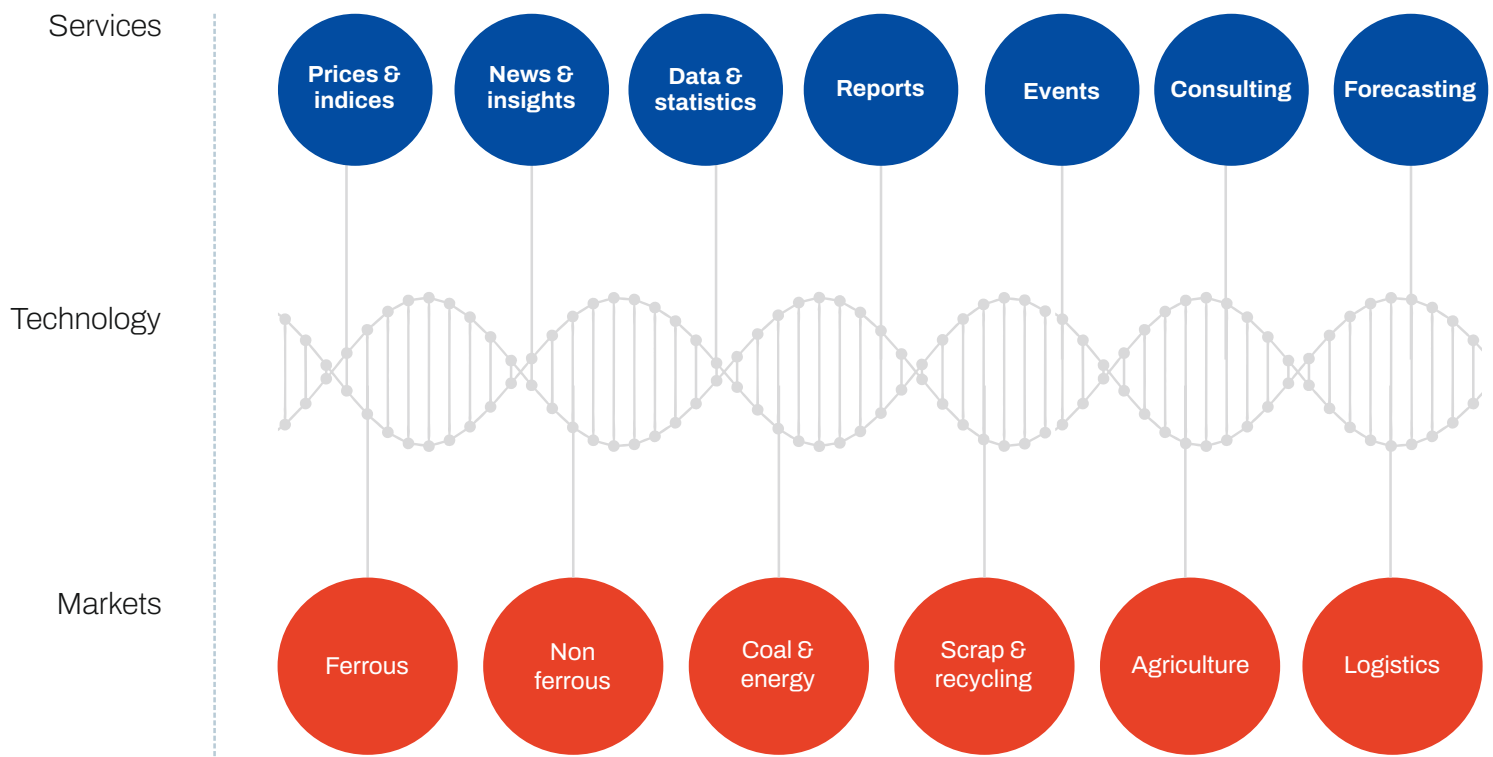 Services
Prices &
indices
News &
insights
Data &
statistics
Reports
Events
Consulting
Forecasting
Technology
Markets
Ferrous
Non
ferrous
Coal &
energy
Scrap &
recycling
Agriculture
Logistics